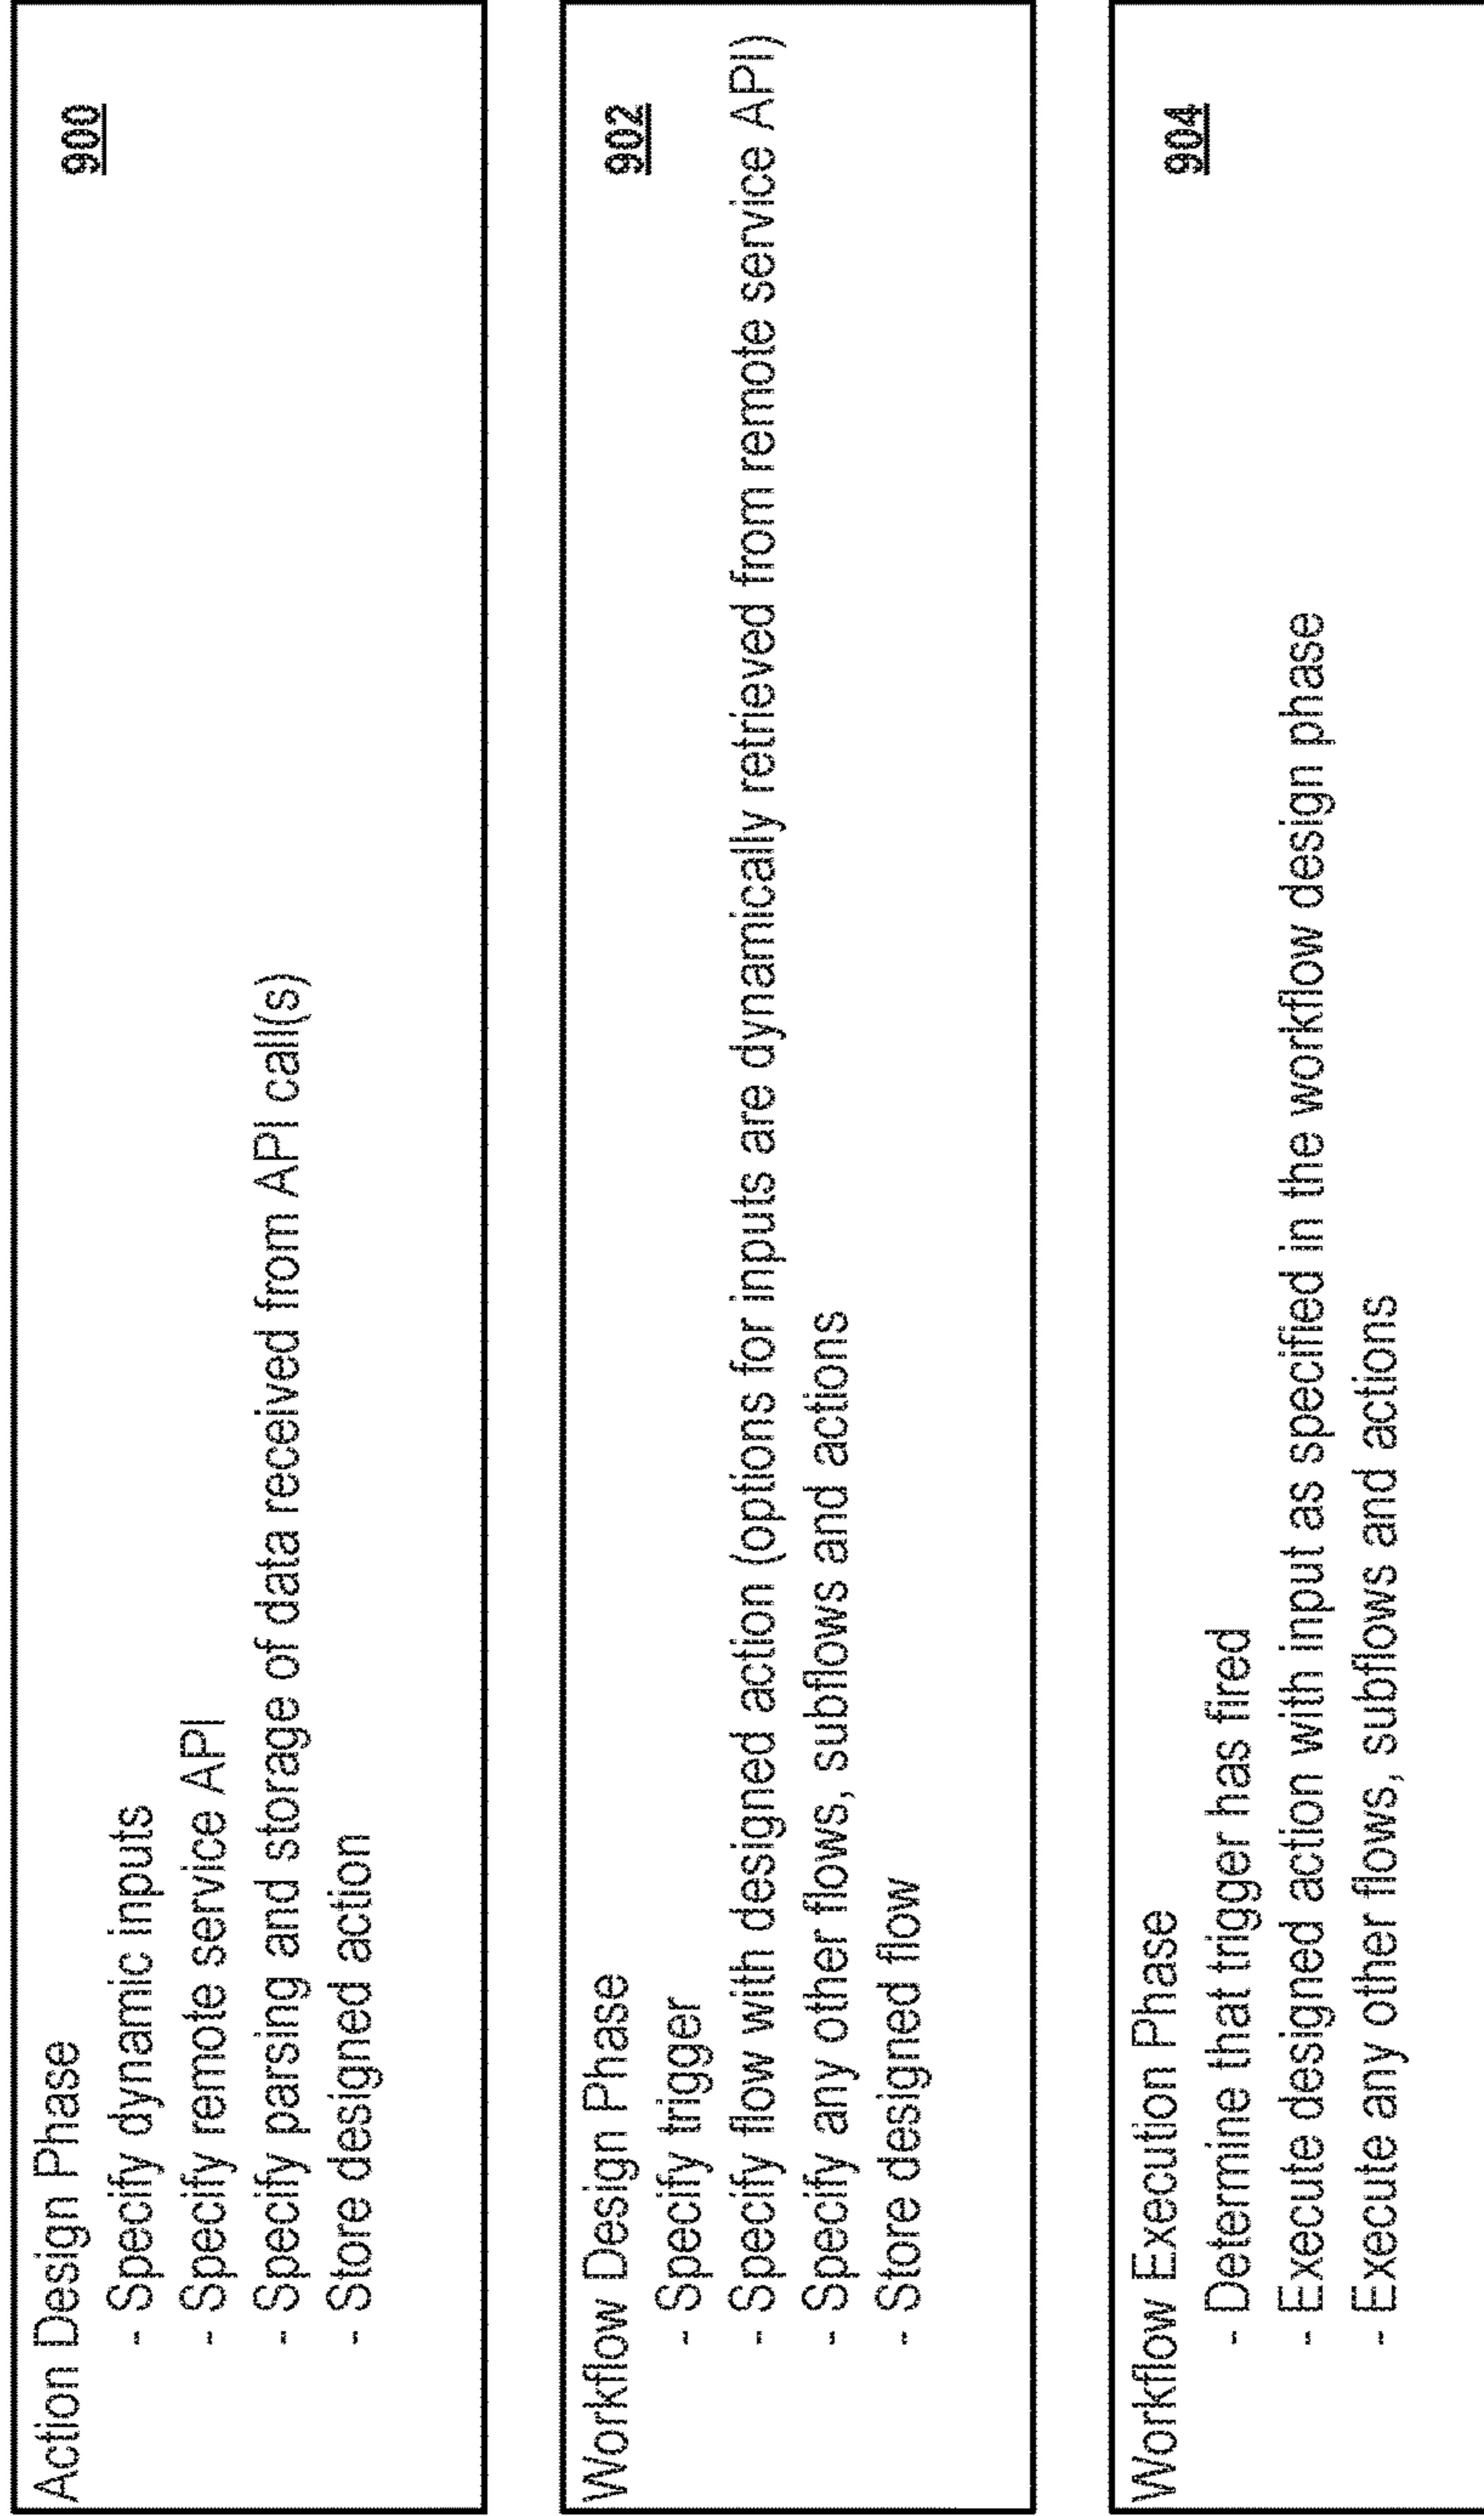 Action Design Phase
900
- Specify dynamic inputs
- Specify remote service API
- Specify parsing and storage of data received from API call(s)
- Store designed action
Workflow Design Phase
902
- Specify trigger
- Specify flow with designed action (options for inputs are dynamically retrieved from remote service API)
- Specify any other flows, subflows and actions
- Store designed flow
Workflow Execution Phase
904
- Determine that trigger has fired
- Execute designed action with input as specified in the workflow design phase
- Execute any other flows, subflows and actions